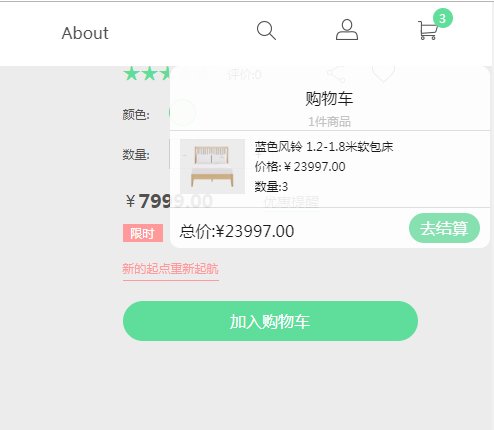 About
3
★★★
评价:0
购物车
1件商品
颜色:
蓝色风铃 1.2-1.8米软包床
价格:￥23997.00
数量:3
数量:
-
+
￥7999.00
优惠提醒
总价:¥23997.00
去结算
限时
新的起点重新起航
加入购物车